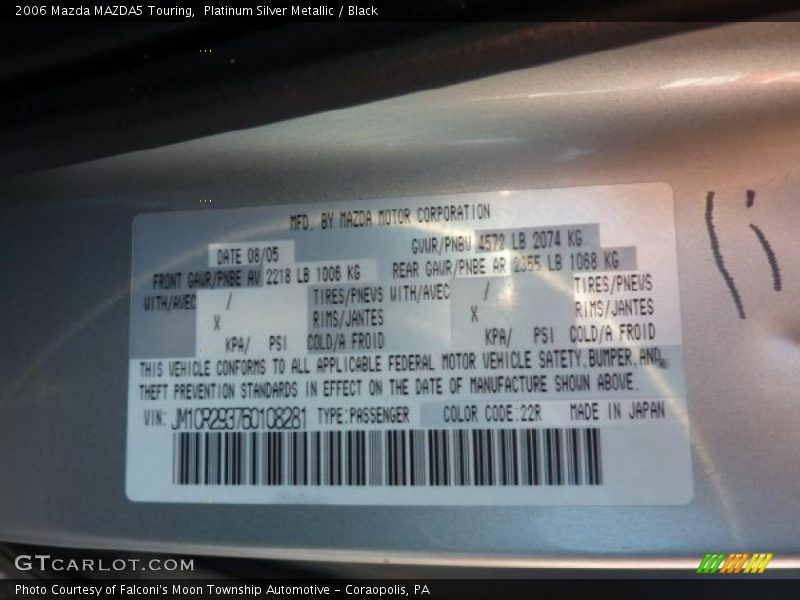 2006 Mazda MAZDA5 Touring, Platinum Silver Metallic / Black
MFD. BY MAZDA MOTOR CORPORATION
DATE 08/05 GVWR/PNBV 4572 LB 2074 KG
FRONT GAWR/PNBE AV 2218 LB 1006 KG REAR GAWR/PNBE AR 2355 LB 1068 KG
WITH/AVEC / TIRES/PNEUS WITH/AVEC / TIRES/PNEUS
X RIMS/JANTES X RIMS/JANTES
KPA/ PSI COLD/A FROID KPA/ PSI COLD/A FROID
THIS VEHICLE CONFORMS TO ALL APPLICABLE FEDERAL MOTOR VEHICLE SAFETY, BUMPER, AND
THEFT PREVENTION STANDARDS IN EFFECT ON THE DATE OF MANUFACTURE SHOWN ABOVE.
VIN: JM1CR293760108281 TYPE:PASSENGER COLOR CODE:22R MADE IN JAPAN
GTCARLOT.COM
Photo Courtesy of Falconi's Moon Township Automotive - Coraopolis, PA